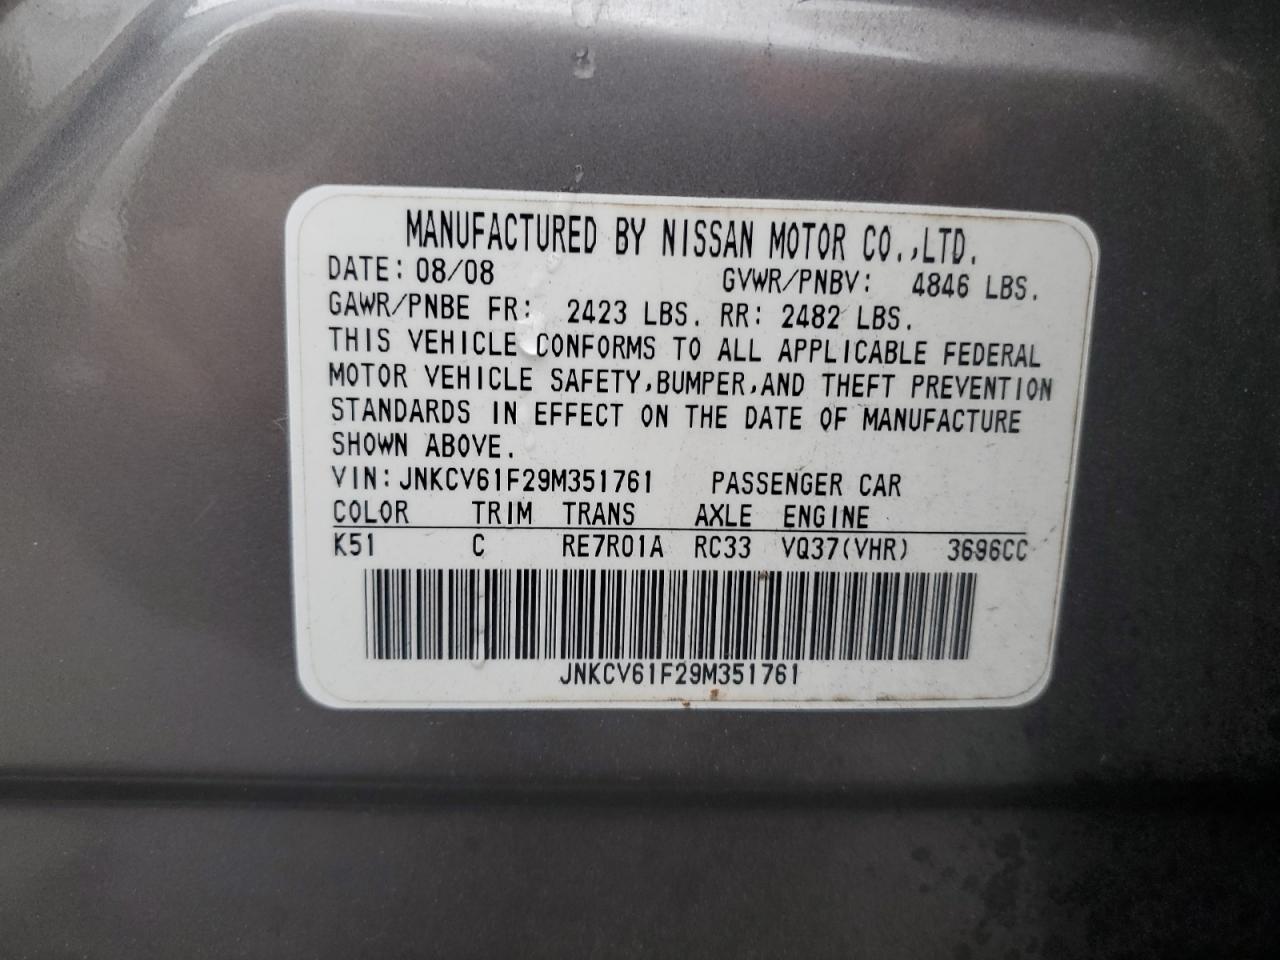 MANUFACTURED BY NISSAN MOTOR CO.,LTD.
DATE: 08/08 GVWR/PNBV: 4846 LBS.
GAWR/PNBE FR: 2423 LBS. RR: 2482 LBS.
THIS VEHICLE CONFORMS TO ALL APPLICABLE FEDERAL
MOTOR VEHICLE SAFETY,BUMPER,AND THEFT PREVENTION
STANDARDS IN EFFECT ON THE DATE OF MANUFACTURE
SHOWN ABOVE.
VIN: JNKCV61F29M351761 PASSENGER CAR
COLOR TRIM TRANS AXLE ENGINE
K51 C RE7R01A RC33 VQ37(VHR) 3696CC
JNKCV61F29M351761